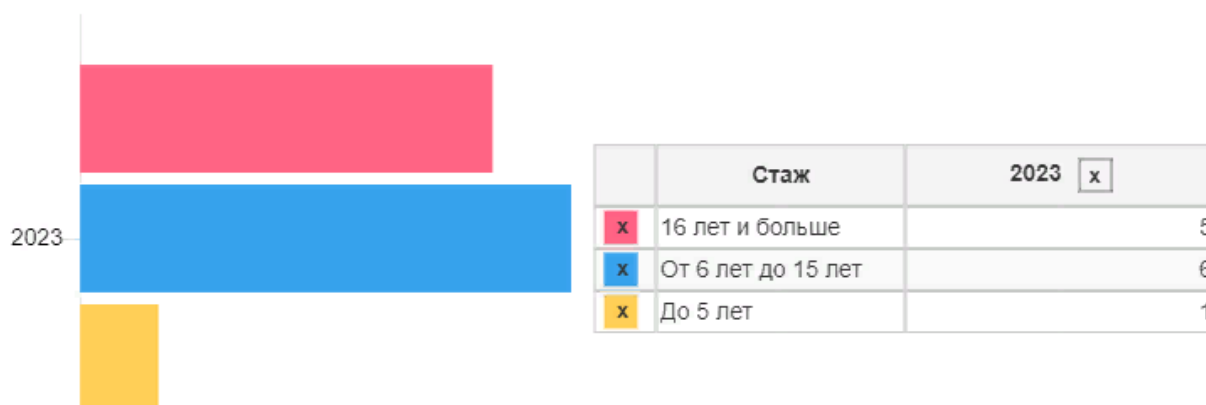 2023
Стаж 2023 x
x 16 лет и больше
x От 6 лет до 15 лет
x До 5 лет